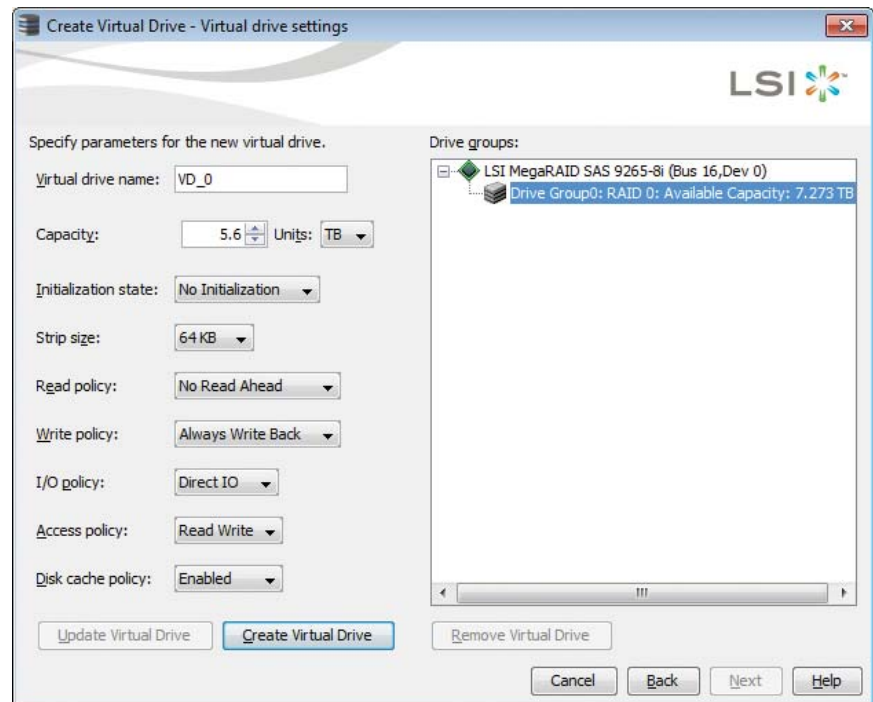 Create Virtual Drive - Virtual drive settings
LSI
Specify parameters for the new virtual drive.
Virtual drive name: VD_0
Capacity: 5.6 Units: TB
Initialization state: No Initialization
Strip size: 64 KB
Read policy: No Read Ahead
Write policy: Always Write Back
I/O policy: Direct IO
Access policy: Read Write
Disk cache policy: Enabled
Update Virtual Drive Create Virtual Drive
Drive groups:
LSI MegaRAID SAS 9265-8i (Bus 16,Dev 0)
Drive Group0: RAID 0: Available Capacity: 7.273 TB
Remove Virtual Drive
Cancel Back Next Help